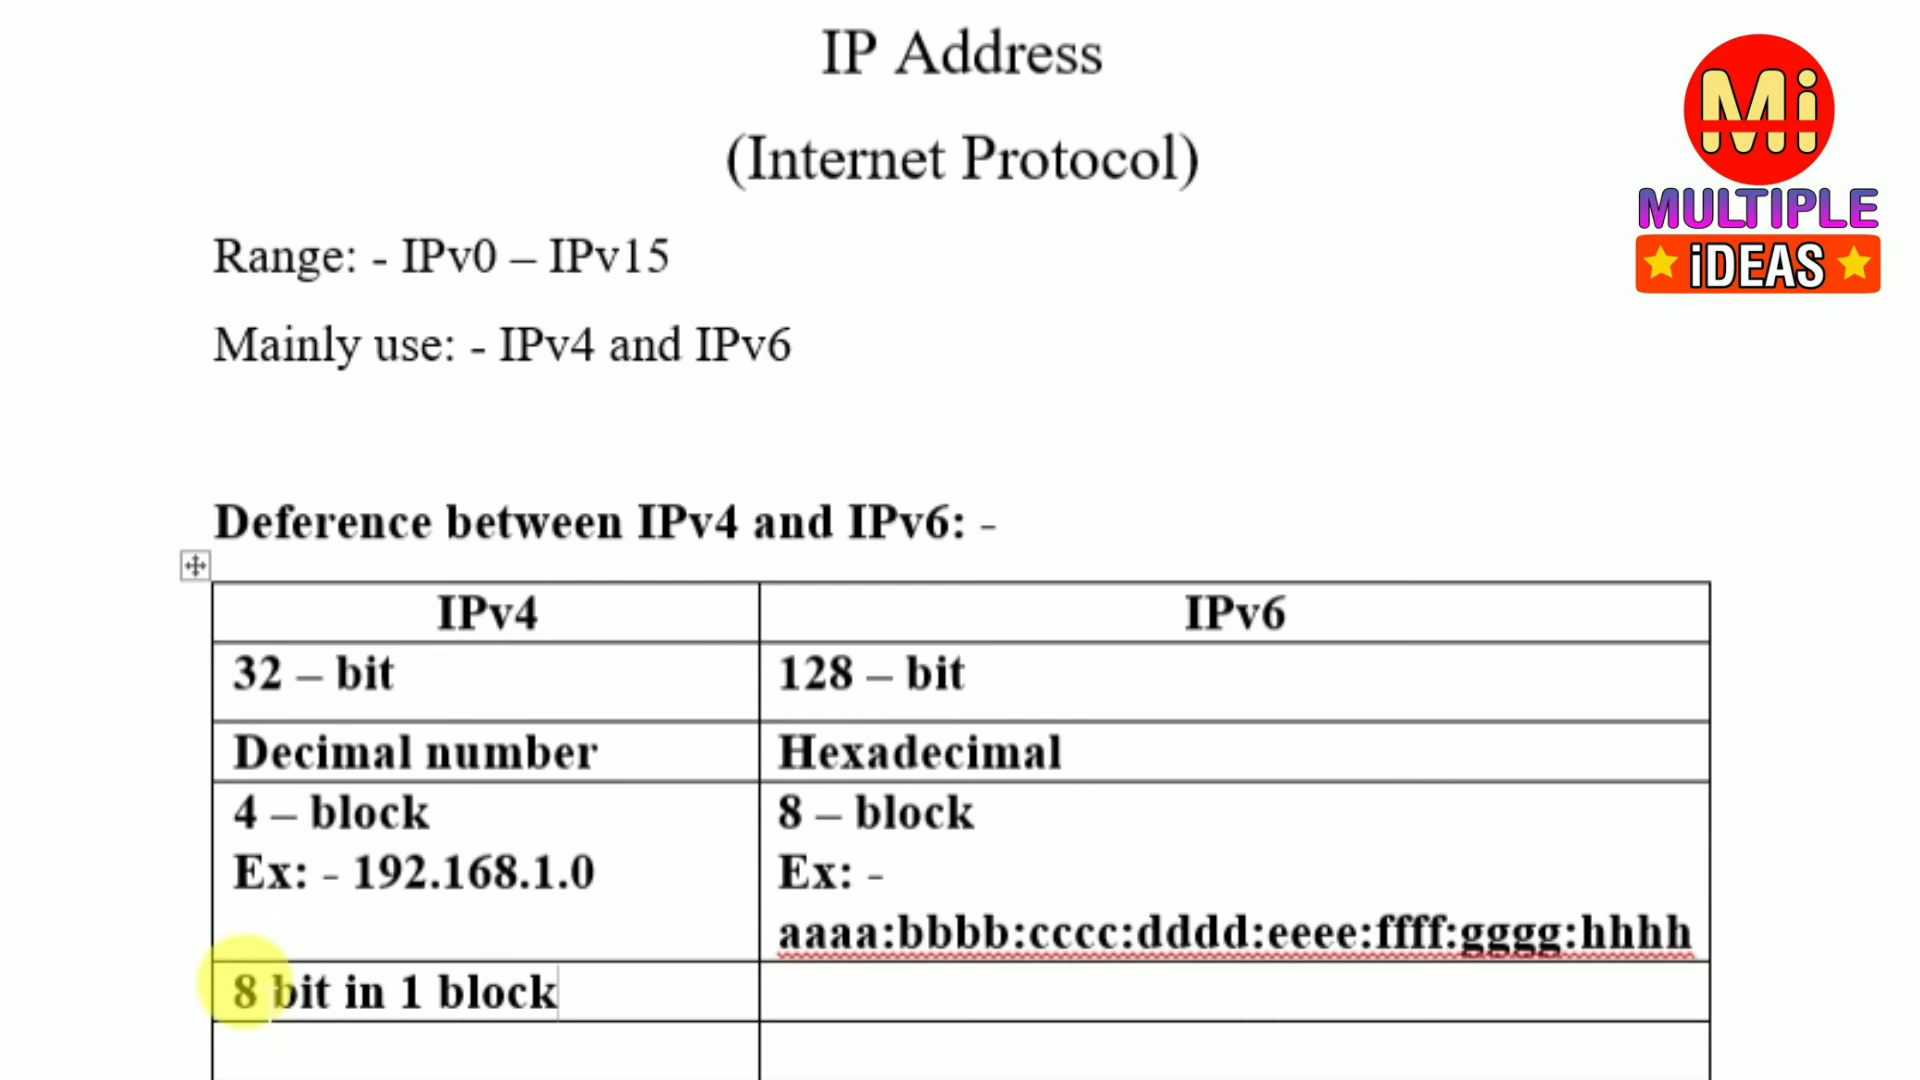 IP Address
(Internet Protocol)
Mi
MULTIPLE
iDEAS
Range: - IPv0 – IPv15
Mainly use: - IPv4 and IPv6
Deference between IPv4 and IPv6: -
IPv4 IPv6
32 – bit 128 – bit
Decimal number Hexadecimal
4 – block 8 – block
Ex: - 192.168.1.0 Ex: -
aaaa:bbbb:cccc:dddd:eeee:ffff:gggg:hhhh
8 bit in 1 block